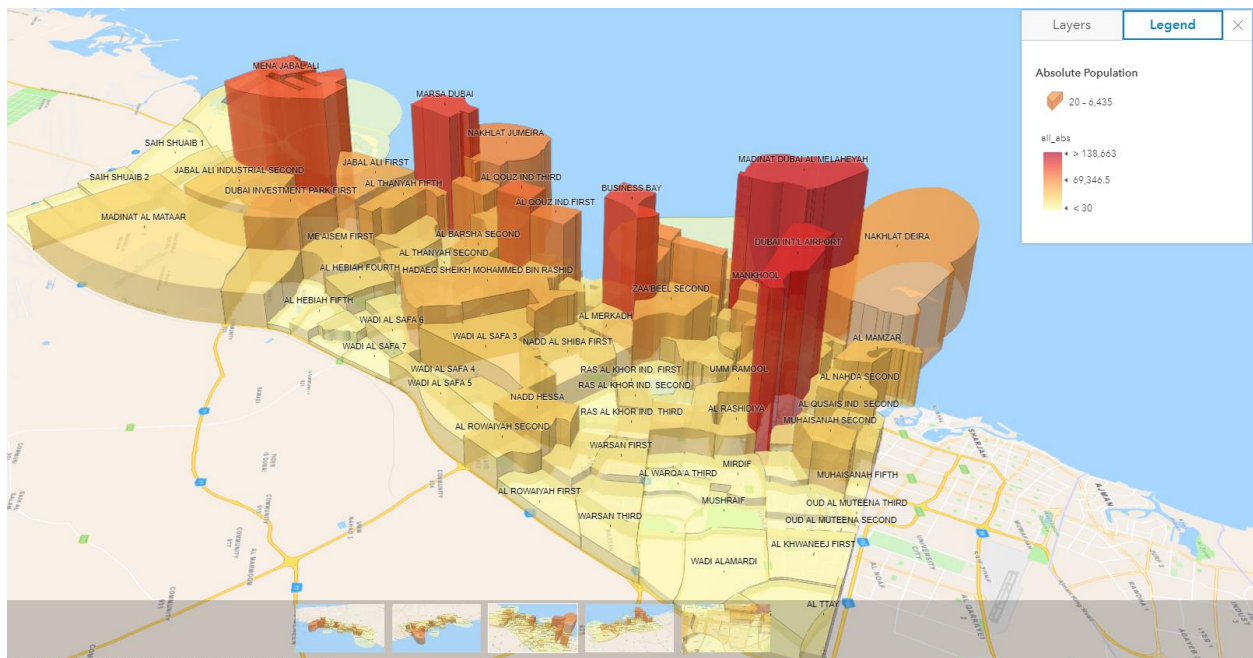 Layers
Legend
Absolute Population
20 - 6,435
all_abs
> 138,663
69,346.5
< 30
MENA JABAL ALI
MARSA DUBAI
NAKHLAT JUMEIRA
SAIH SHUAIB 1
SAIH SHUAIB 2
JABAL ALI INDUSTRIAL SECOND
JABAL ALI FIRST
AL QOUZ IND THIRD
MADINAT DUBAI AL MELAHEYAH
DUBAI INVESTMENT PARK FIRST
AL THANYAH FIFTH
BUSINESS BAY
AL QOUZ IND FIRST
MADINAT AL MATAAR
ME'AISEM FIRST
AL BARSHA SECOND
DUBAI INT'L AIRPORT
NAKHLAT DEIRA
AL THANYAH SECOND
AL HEBIAH FOURTH
HADAEQ SHEIKH MOHAMMED BIN RASHID
MANKHOOL
ZAA'BEEL SECOND
AL HEBIAH FIFTH
AL MERKADH
WADI AL SAFA 6
WADI AL SAFA 3
NADD AL SHIBA FIRST
AL MAMZAR
WADI AL SAFA 7
WADI AL SAFA 4
WADI AL SAFA 5
RAS AL KHOR IND. FIRST
UMM RAMOOL
RAS AL KHOR IND. SECOND
AL NAHDA SECOND
NADD HESSA
RAS AL KHOR IND. THIRD
AL RASHIDIYA
AL QUSAIS IND. SECOND
MUHAISANAH SECOND
AL ROWAIYAH SECOND
WARSAN FIRST
MIRDIF
AL WARQA'A THIRD
MUHAISANAH FIFTH
AL ROWAIYAH FIRST
MUSHRAIF
OUD AL MUTEENA THIRD
WARSAN THIRD
OUD AL MUTEENA SECOND
AL KHWANEEJ FIRST
WADI ALAMARDI
AL TTAY
SHARJAH
AJMAN
UNIVERSITY
CITY
AL NOAF